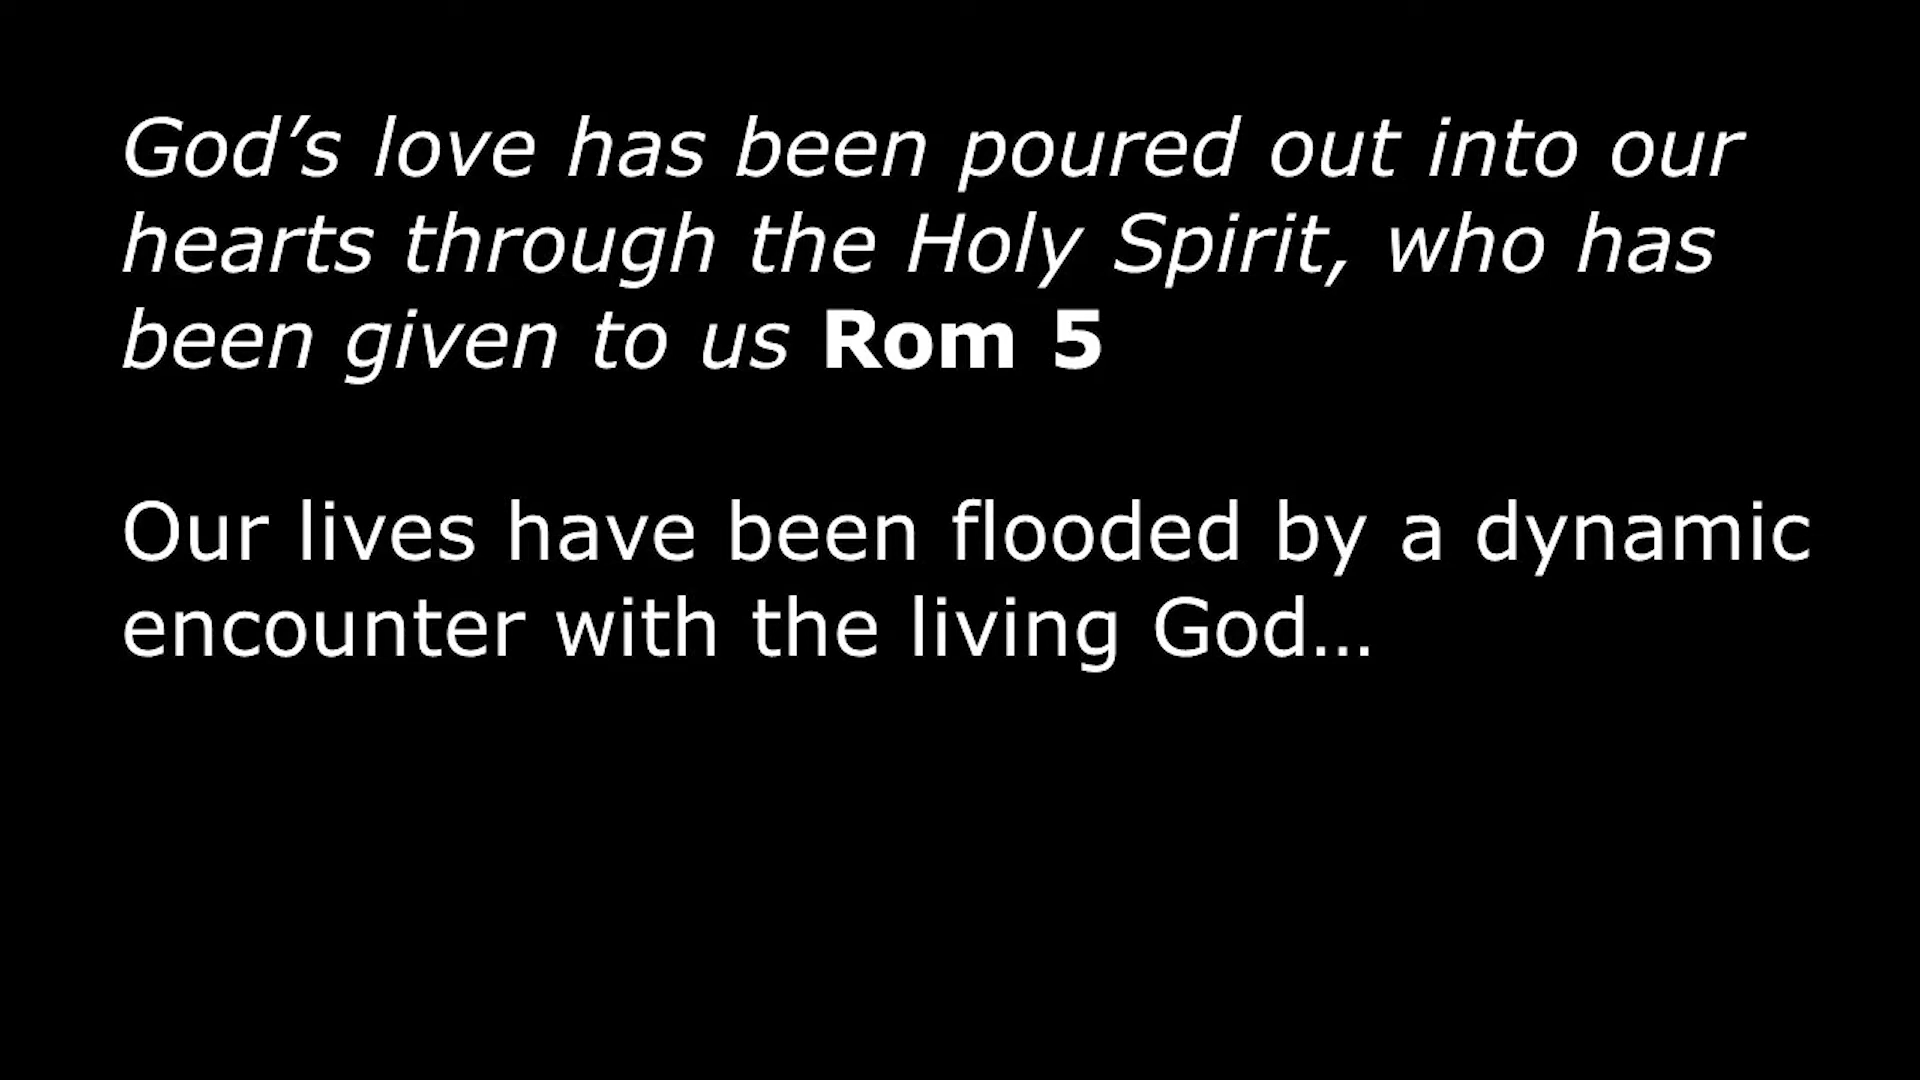 God’s love has been poured out into our
hearts through the Holy Spirit, who has
been given to us Rom 5
Our lives have been flooded by a dynamic
encounter with the living God…